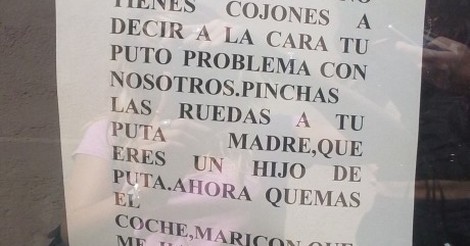 TIENES COJONES A
DECIR A LA CARA TU
PUTO PROBLEMA CON
NOSOTROS.PINCHAS
LAS RUEDAS A TU
PUTA MADRE,QUE
ERES UN HIJO DE
PUTA.AHORA QUEMAS
EL
COCHE,MARICON,QUE
ME